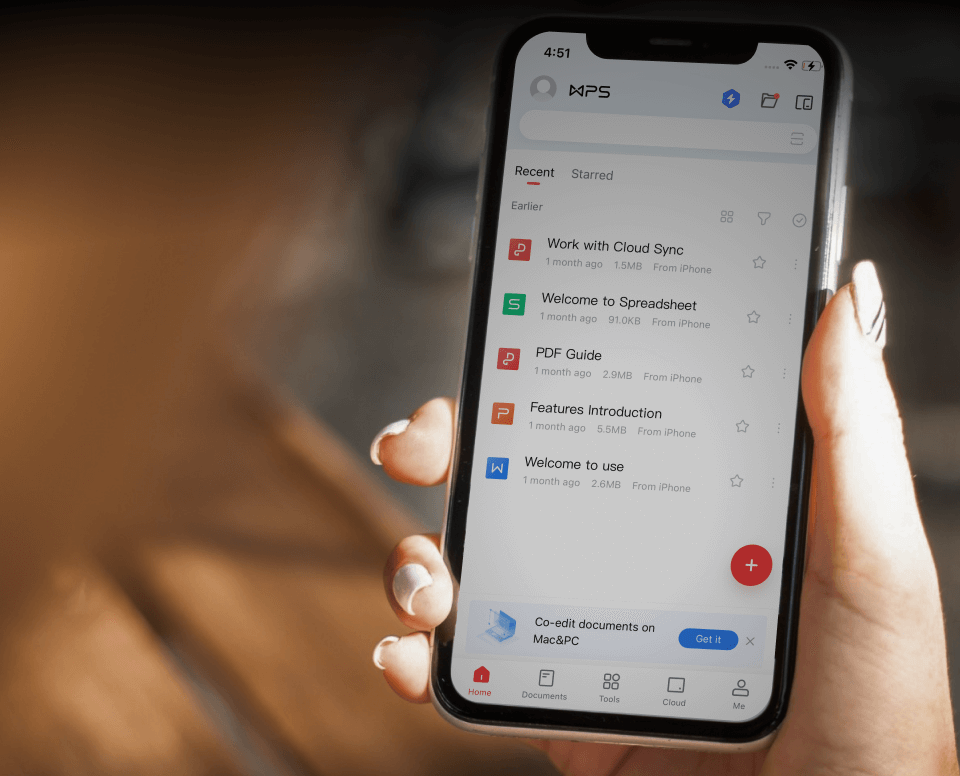 4:51
WPS
Recent Starred
Earlier
Work with Cloud Sync
1 month ago 1.5MB From iPhone
Welcome to Spreadsheet
1 month ago 91.0KB From iPhone
PDF Guide
1 month ago 2.9MB From iPhone
Features Introduction
1 month ago 5.5MB From iPhone
Welcome to use
1 month ago 2.6MB From iPhone
Co-edit documents on
Mac&PC
Get it
Home Documents Tools Cloud Me